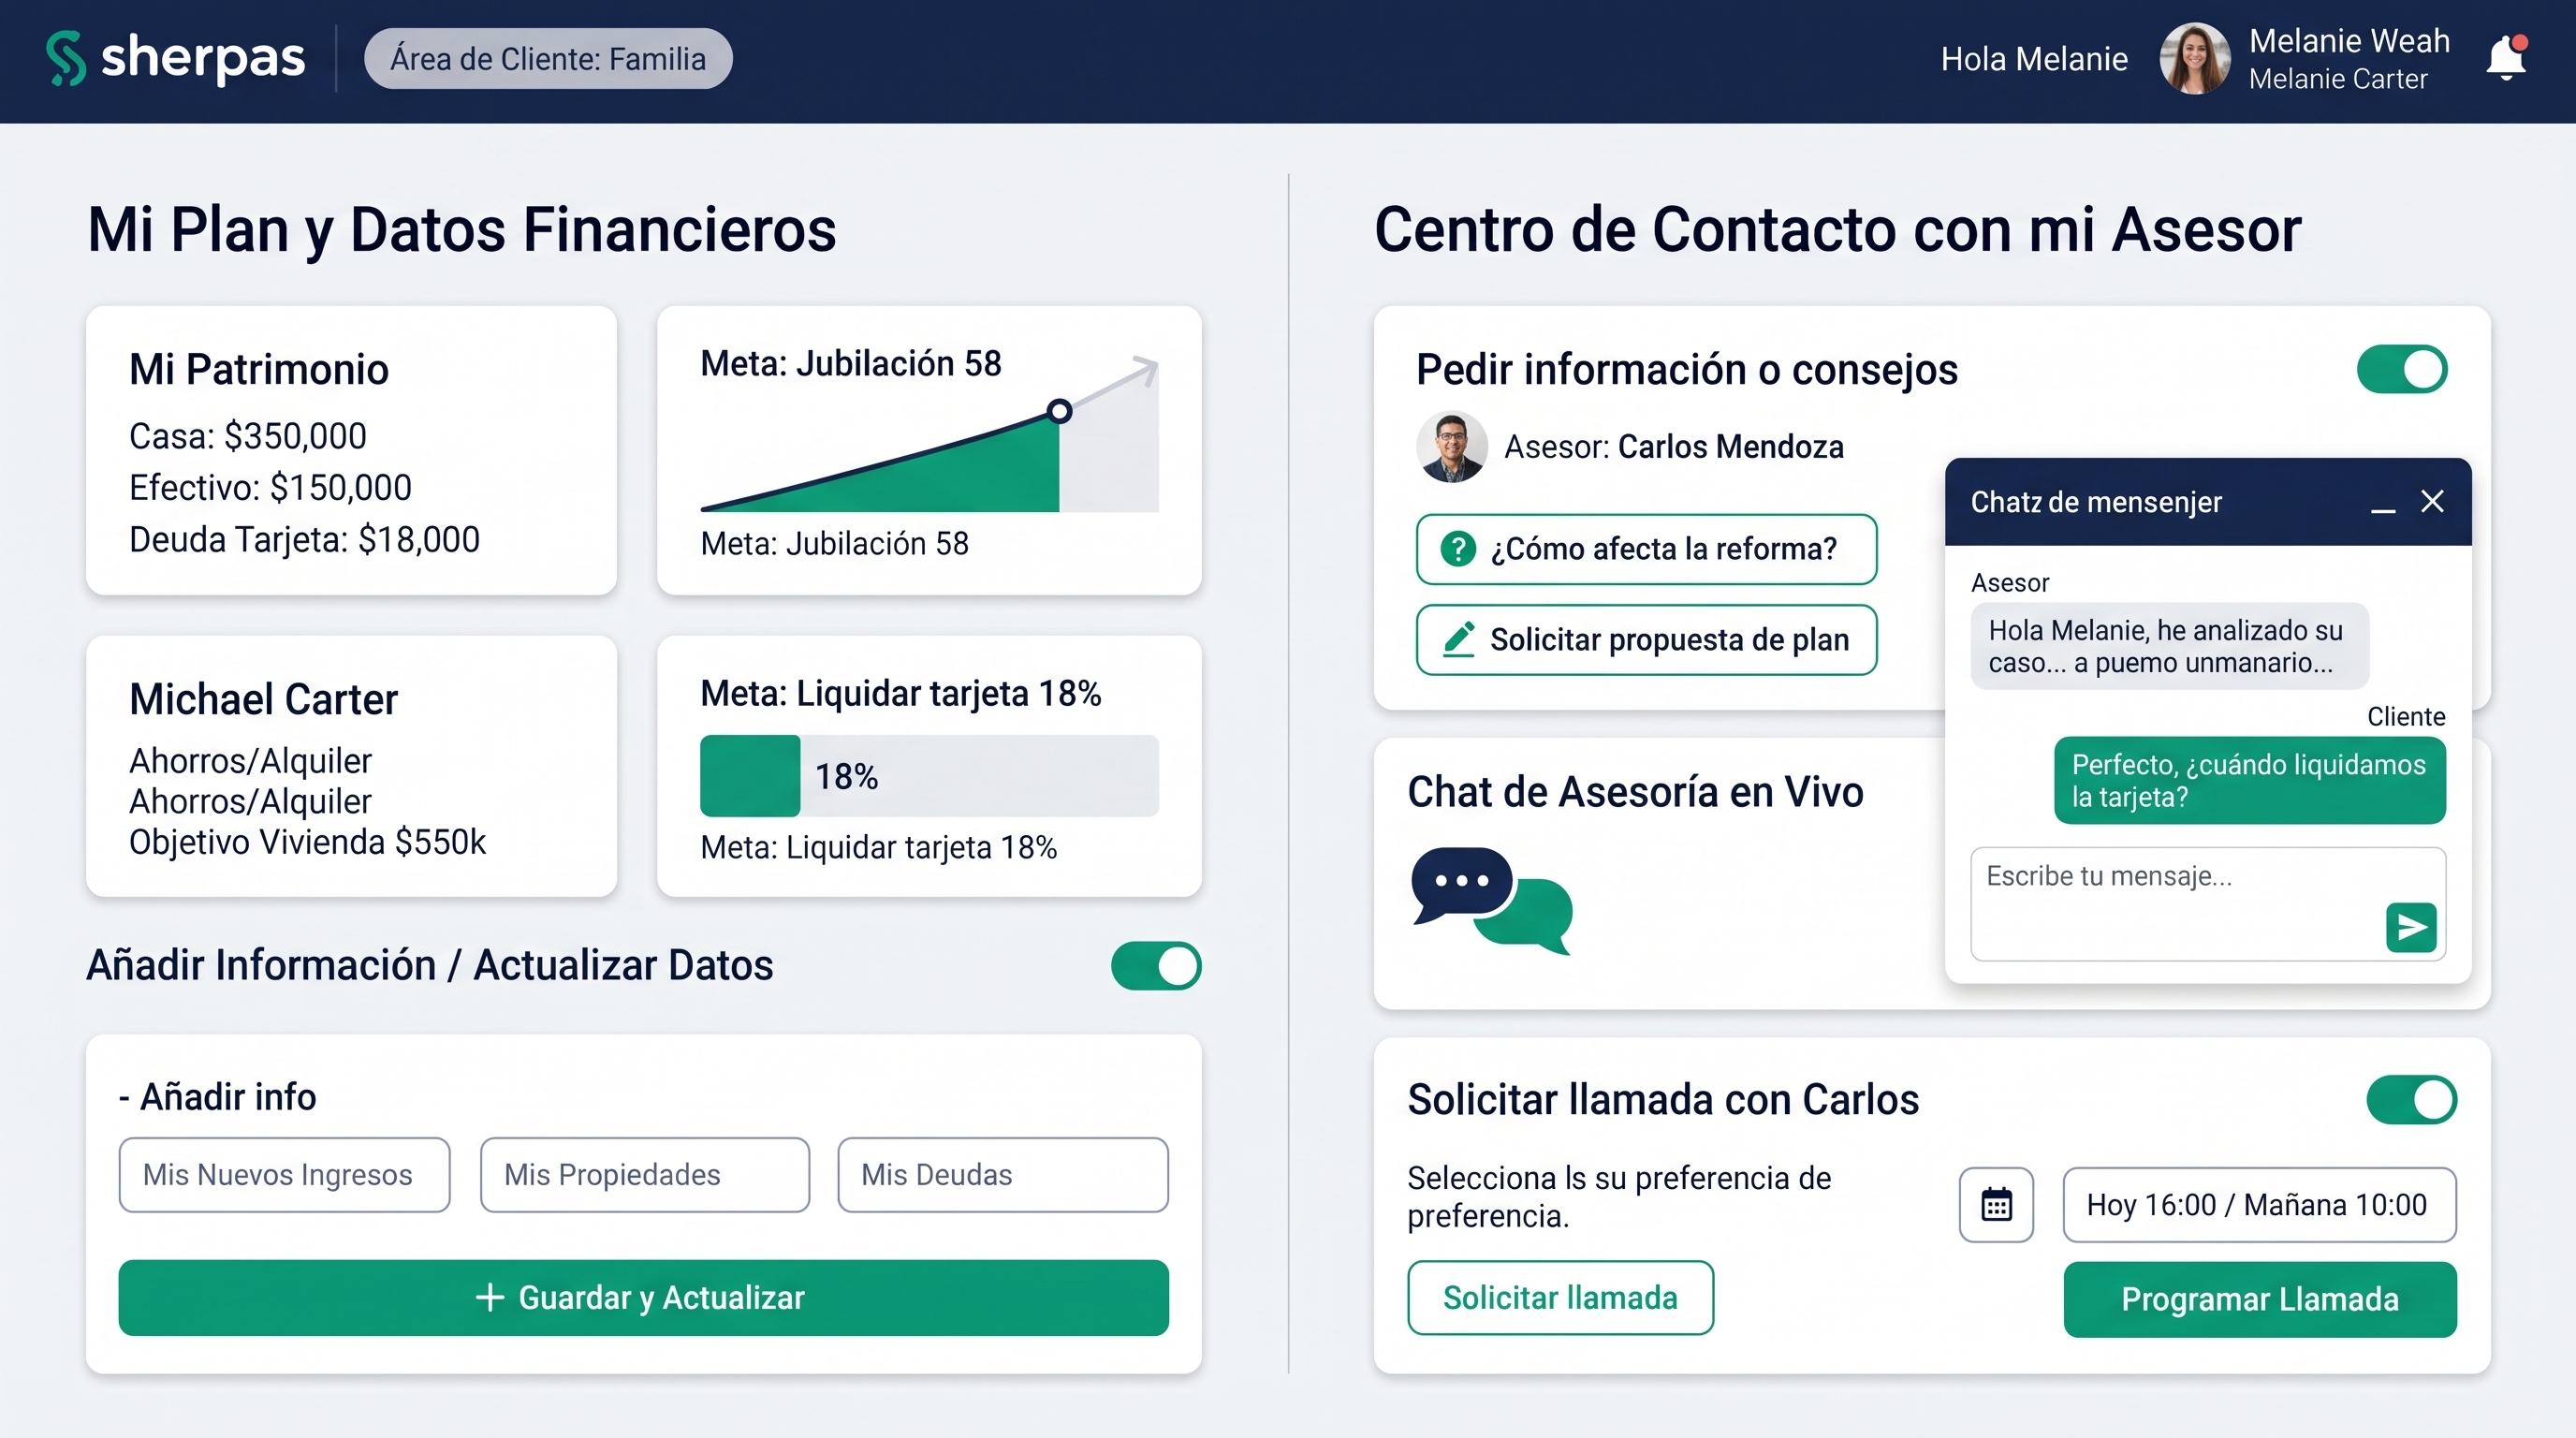 sherpas
Área de Cliente: Familia
Hola Melanie
Melanie Weah
Melanie Carter
Mi Plan y Datos Financieros
Mi Patrimonio
Casa: $350,000
Efectivo: $150,000
Deuda Tarjeta: $18,000
Meta: Jubilación 58
Meta: Jubilación 58
Michael Carter
Ahorros/Alquiler
Ahorros/Alquiler
Objetivo Vivienda $550k
Meta: Liquidar tarjeta 18%
18%
Meta: Liquidar tarjeta 18%
Añadir Información / Actualizar Datos
- Añadir info
Mis Nuevos Ingresos
Mis Propiedades
Mis Deudas
+ Guardar y Actualizar
Centro de Contacto con mi Asesor
Pedir información o consejos
Asesor: Carlos Mendoza
? ¿Cómo afecta la reforma?
Solicitar propuesta de plan
Chatz de mensenjer
Asesor
Hola Melanie, he analizado su
caso... a puemo unmanario...
Cliente
Perfecto, ¿cuándo liquidamos
la tarjeta?
Escribe tu mensaje...
Chat de Asesoría en Vivo
Solicitar llamada con Carlos
Selecciona ls su preferencia de
preferencia.
Hoy 16:00 / Mañana 10:00
Solicitar llamada
Programar Llamada